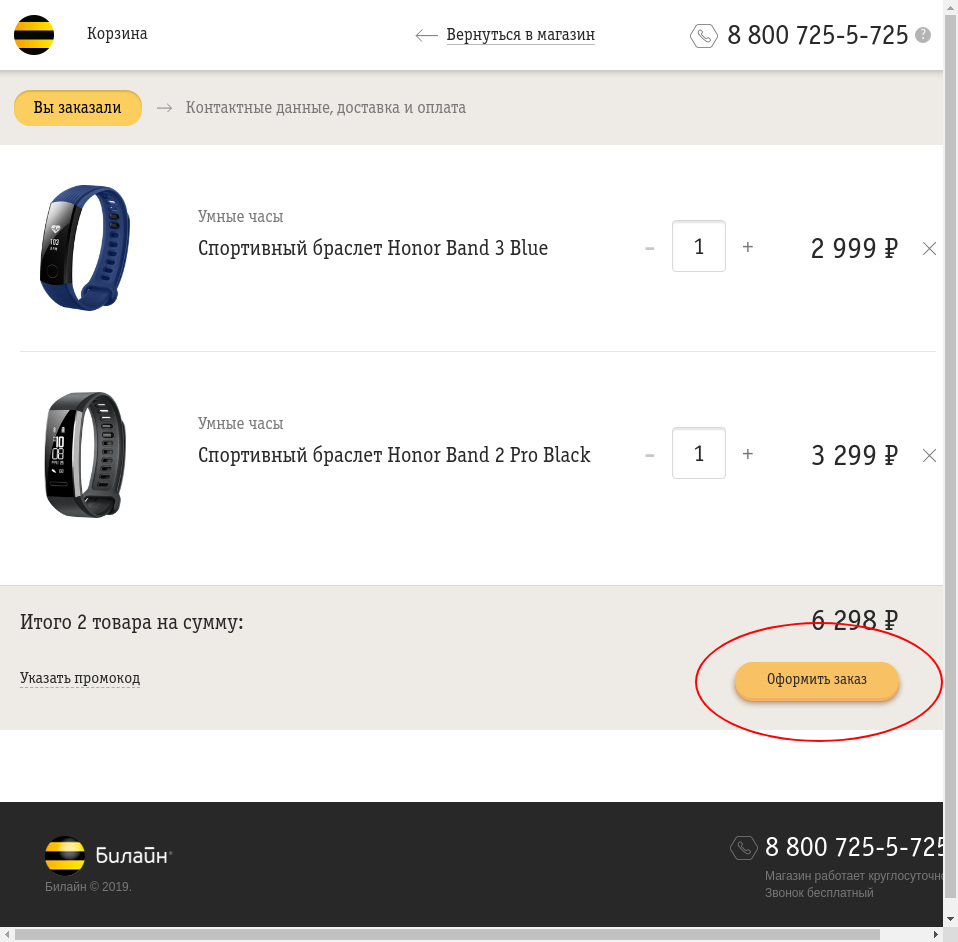 Корзина
Вернуться в магазин
8 800 725-5-725 ?
Вы заказали
Контактные данные, доставка и оплата
Умные часы
Спортивный браслет Honor Band 3 Blue
- 1 +
2 999 ₽
Умные часы
Спортивный браслет Honor Band 2 Pro Black
- 1 +
3 299 ₽
Итого 2 товара на сумму:
6 298 ₽
Указать промокод
Оформить заказ
Билайн
8 800 725-5-725
Билайн © 2019.
Магазин работает круглосуточно
Звонок бесплатный